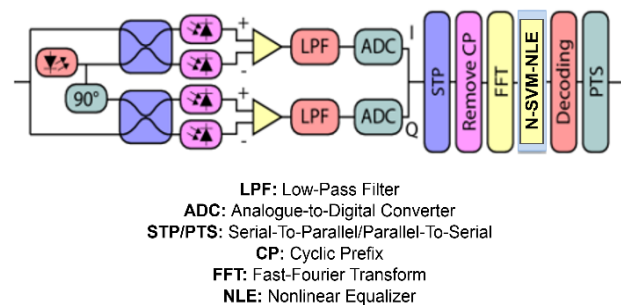 +
-
LPF
ADC
I
90°
+
-
LPF
ADC
Q
STP
Remove CP
FFT
N-SVM-NLE
Decoding
PTS
LPF: Low-Pass Filter
ADC: Analogue-to-Digital Converter
STP/PTS: Serial-To-Parallel/Parallel-To-Serial
CP: Cyclic Prefix
FFT: Fast-Fourier Transform
NLE: Nonlinear Equalizer